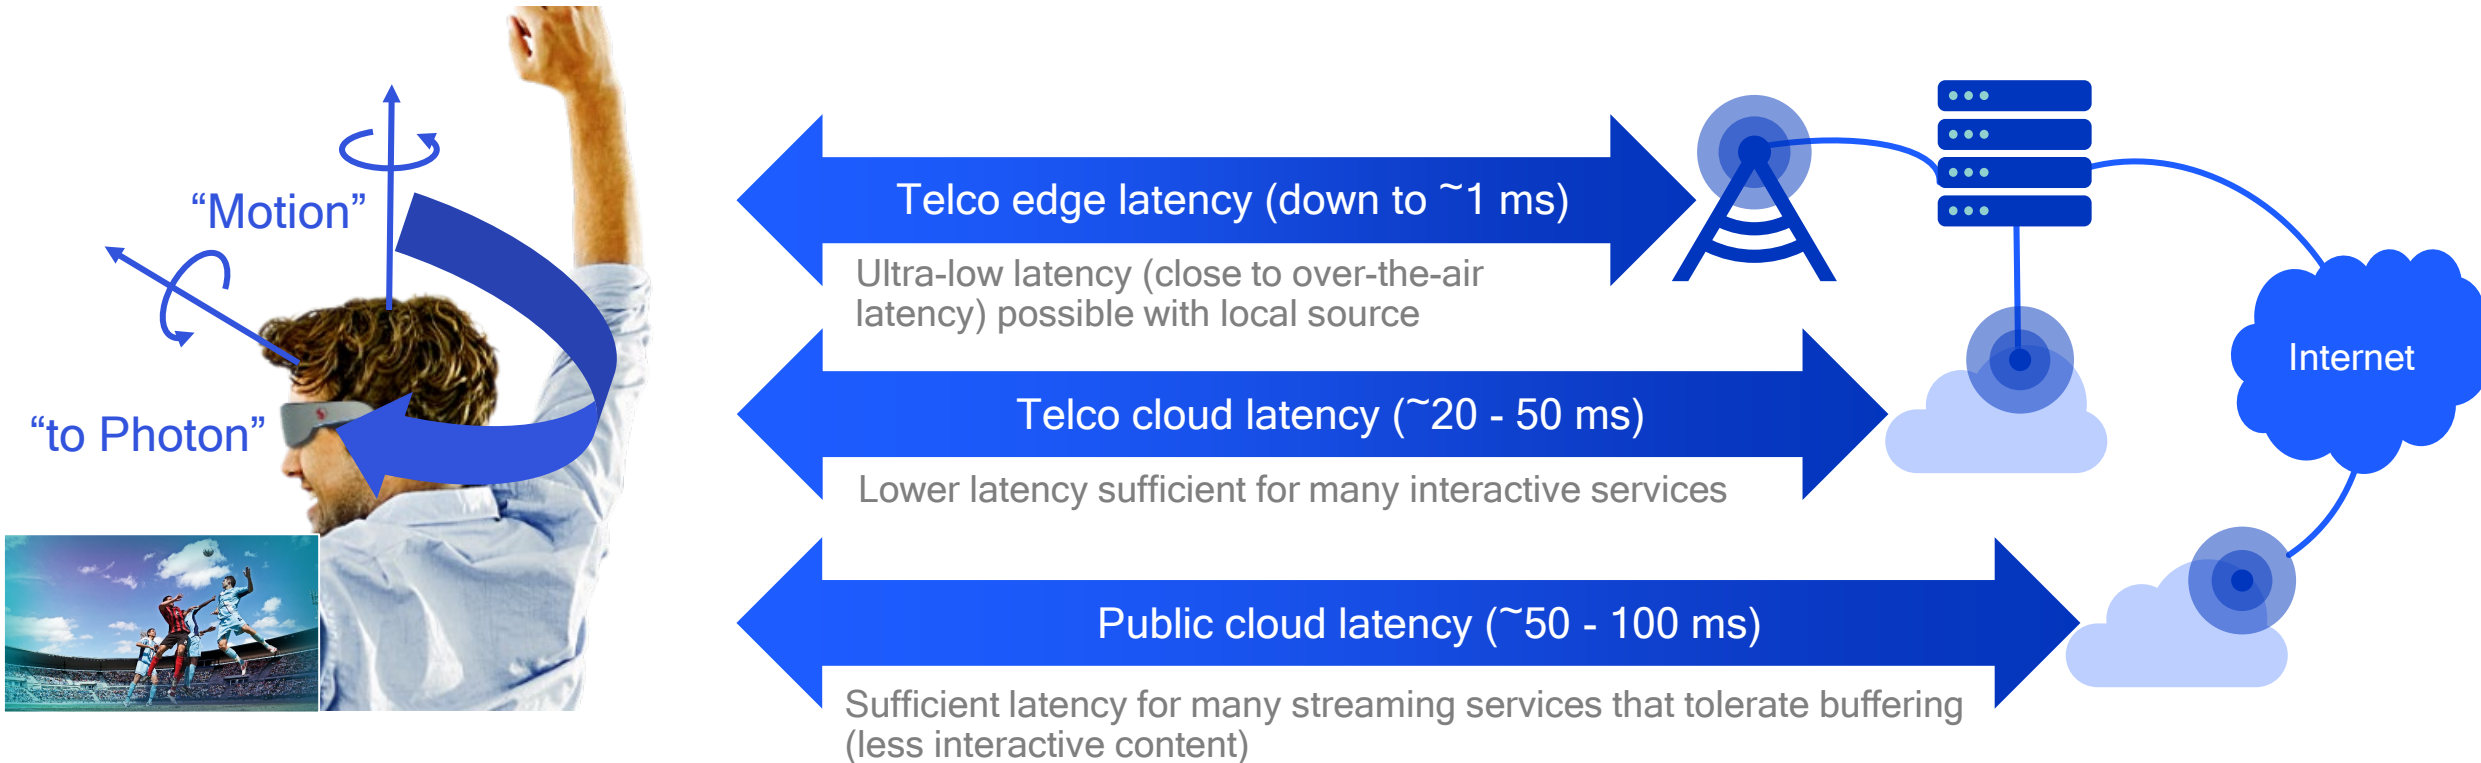 “Motion”
“to Photon”
Telco edge latency (down to ~1 ms)
Ultra-low latency (close to over-the-air
latency) possible with local source
Telco cloud latency (~20 - 50 ms)
Lower latency sufficient for many interactive services
Public cloud latency (~50 - 100 ms)
Sufficient latency for many streaming services that tolerate buffering
(less interactive content)
Internet